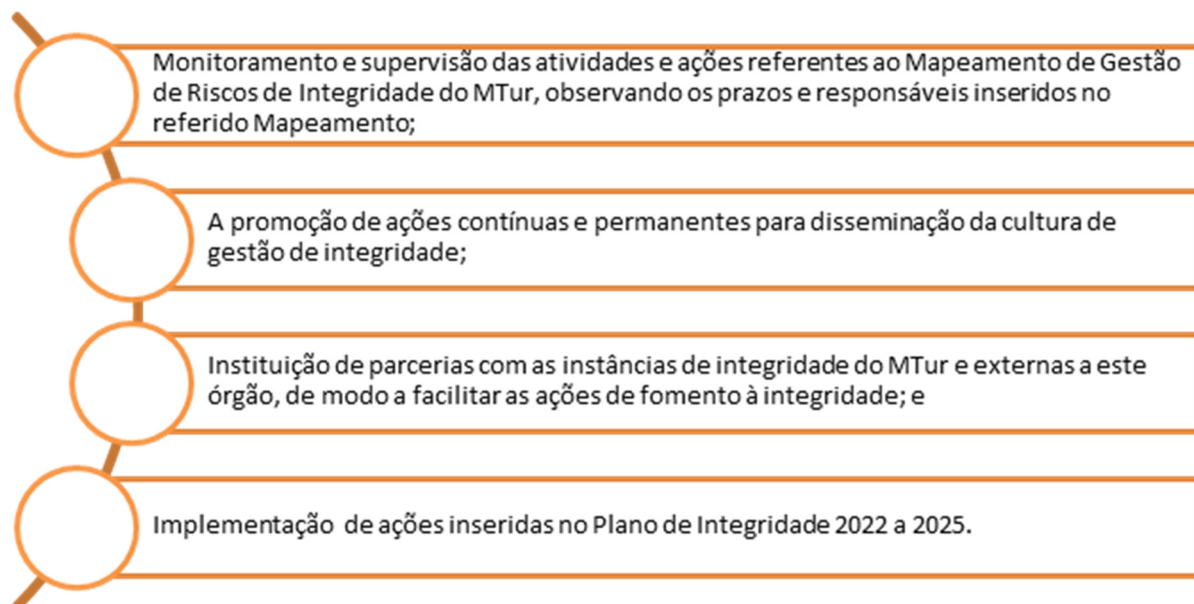 Monitoramento e supervisão das atividades e ações referentes ao Mapeamento de Gestão
de Riscos de Integridade do MTur, observando os prazos e responsáveis inseridos no
referido Mapeamento;
A promoção de ações contínuas e permanentes para disseminação da cultura de
gestão de integridade;
Instituição de parcerias com as instâncias de integridade do MTur e externas a este
órgão, de modo a facilitar as ações de fomento à integridade; e
Implementação de ações inseridas no Plano de Integridade 2022 a 2025.